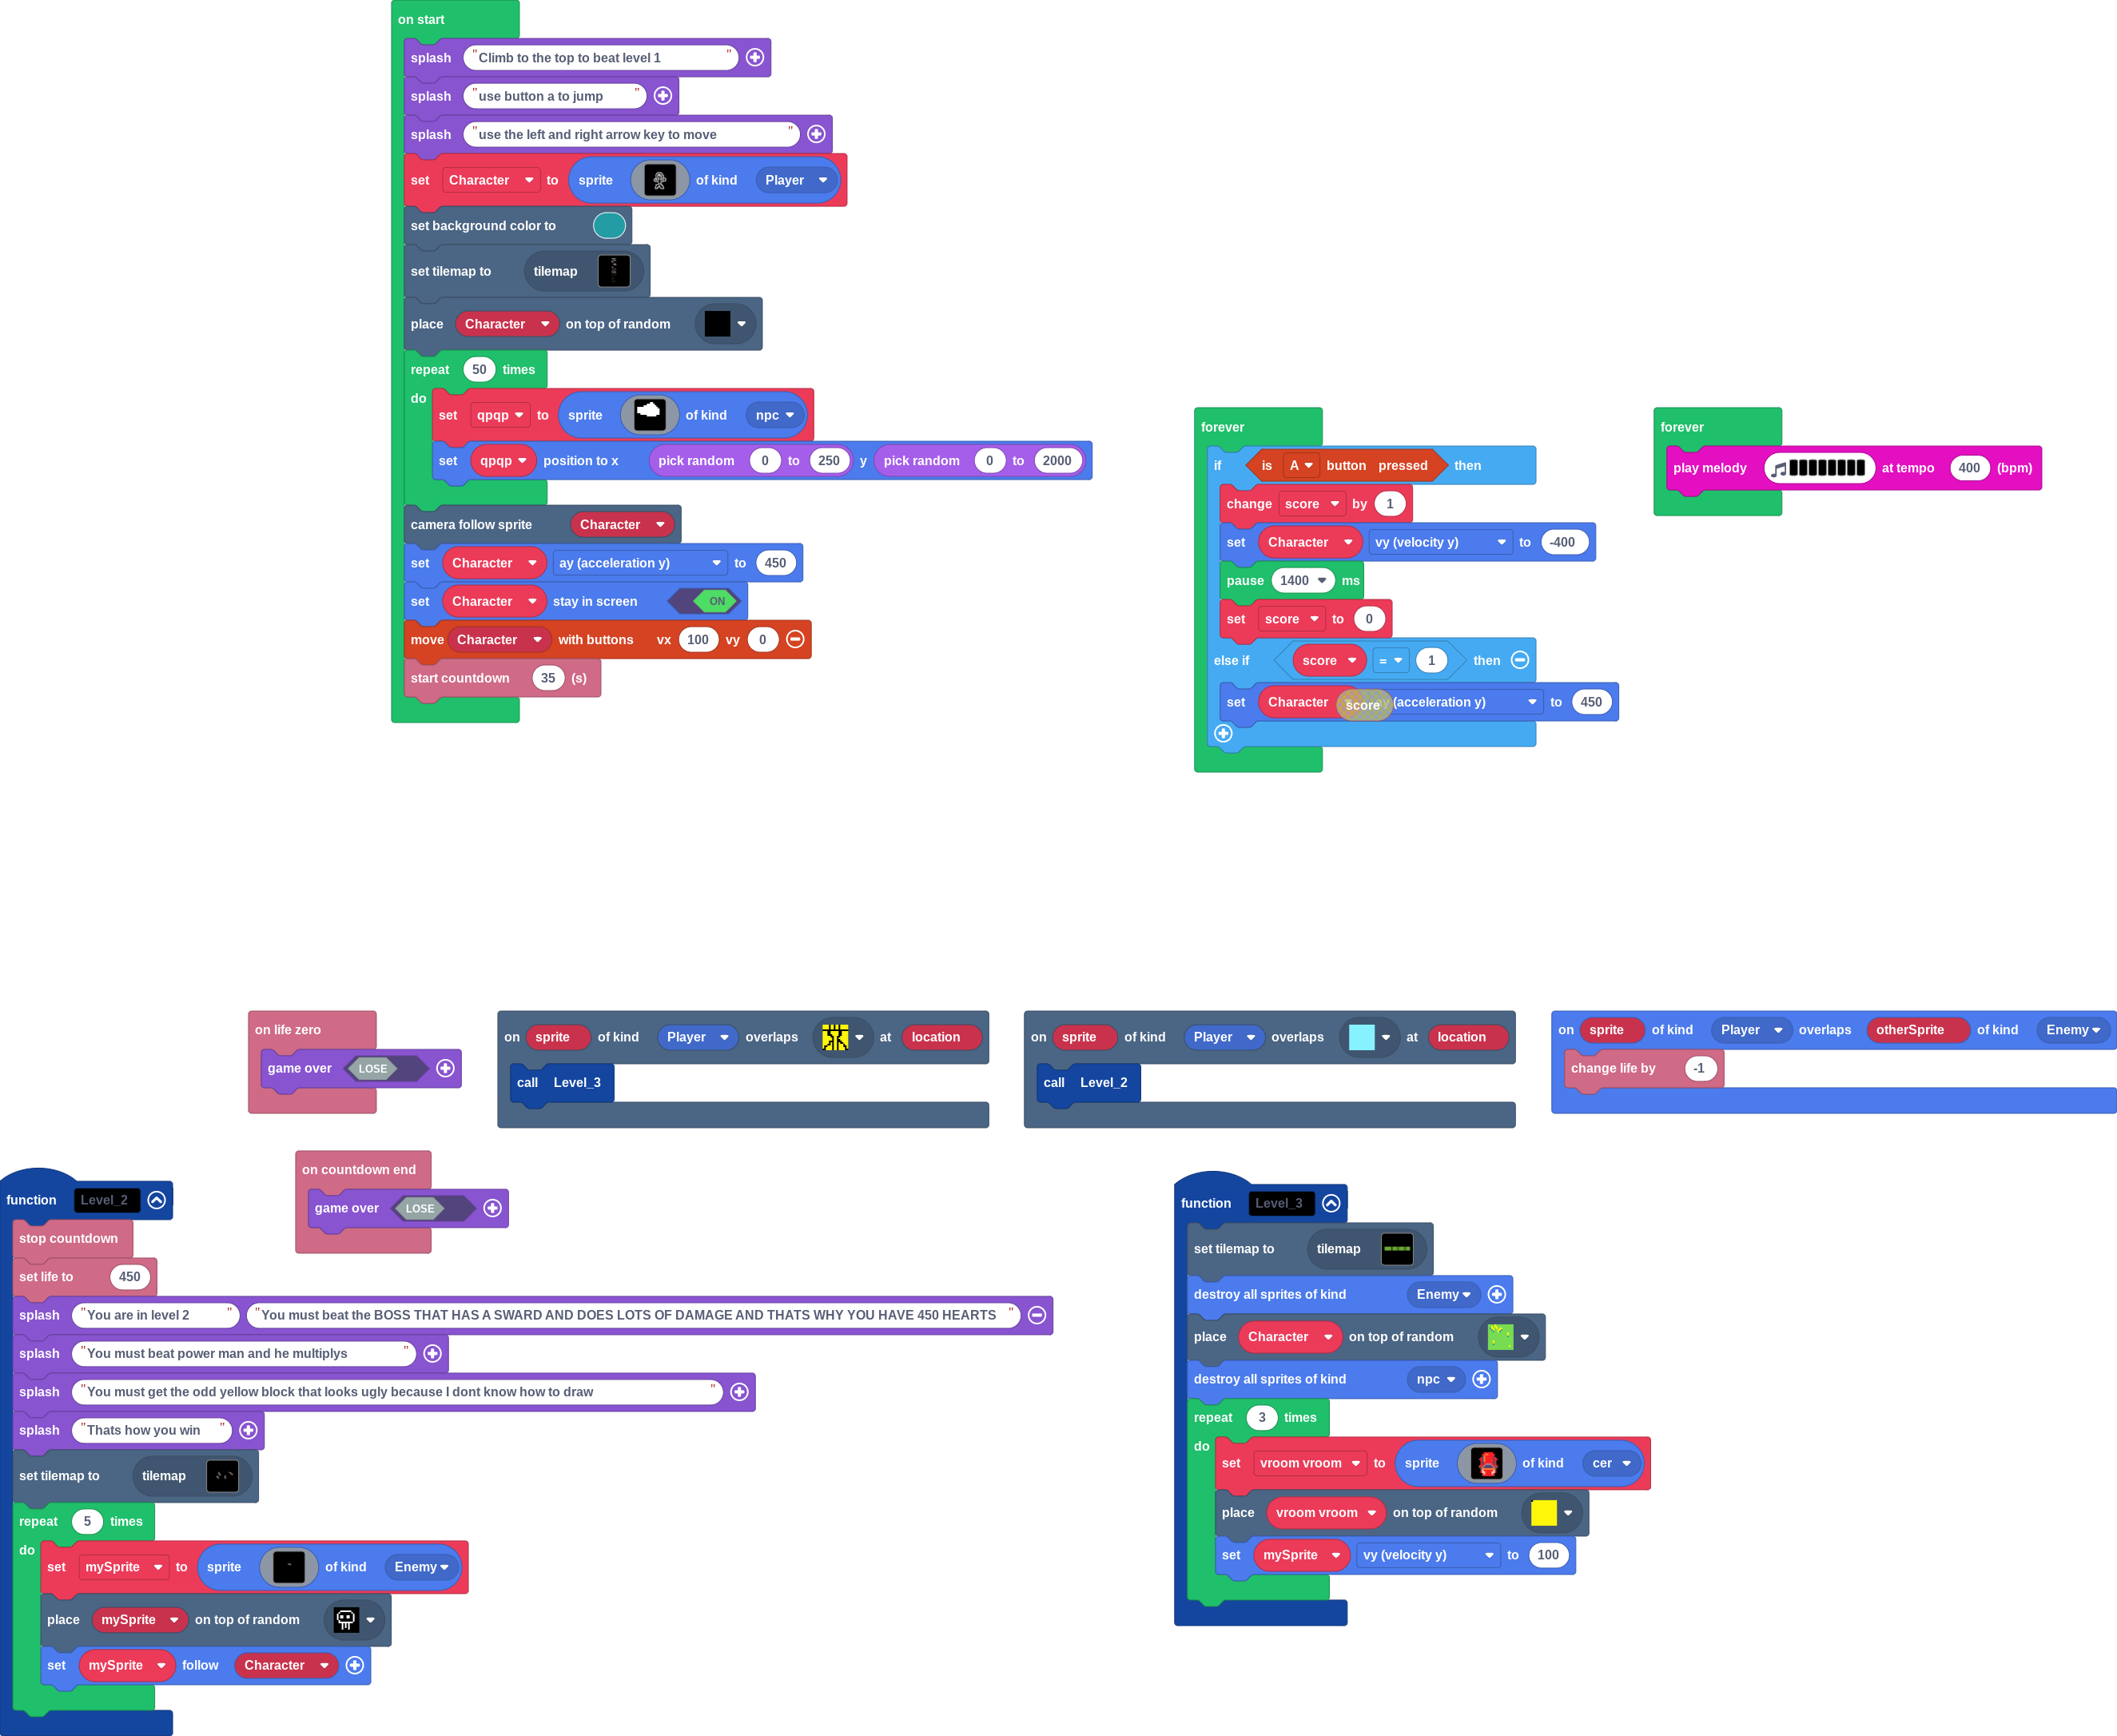 on start
splash "Climb to the top to beat level 1"
splash "use button a to jump"
splash "use the left and right arrow key to move"
set Character to sprite of kind Player
set background color to
set tilemap to tilemap
place Character on top of random
repeat 50 times
do
set qpqp to sprite of kind npc
set qpqp position to x pick random 0 to 250 y pick random 0 to 2000
camera follow sprite Character
set Character ay (acceleration y) to 450
set Character stay in screen ON
move Character with buttons vx 100 vy 0
start countdown 35 (s)
forever
if is A button pressed then
change score by 1
set Character vy (velocity y) to -400
pause 1400 ms
set score to 0
else if score = 1 then
set Character (acceleration y) to 450
score
forever
play melody at tempo 400 (bpm)
on life zero
game over LOSE
on sprite of kind Player overlaps at location
call Level_3
on sprite of kind Player overlaps at location
call Level_2
on sprite of kind Player overlaps otherSprite of kind Enemy
change life by -1
on countdown end
game over LOSE
function Level_2
stop countdown
set life to 450
splash "You are in level 2" "You must beat the BOSS THAT HAS A SWARD AND DOES LOTS OF DAMAGE AND THATS WHY YOU HAVE 450 HEARTS"
splash "You must beat power man and he multiplys"
splash "You must get the odd yellow block that looks ugly because I dont know how to draw"
splash "Thats how you win"
set tilemap to tilemap
repeat 5 times
do
set mySprite to sprite of kind Enemy
place mySprite on top of random
set mySprite follow Character
function Level_3
set tilemap to tilemap
destroy all sprites of kind Enemy
place Character on top of random
destroy all sprites of kind npc
repeat 3 times
do
set vroom vroom to sprite of kind cer
place vroom vroom on top of random
set mySprite vy (velocity y) to 100